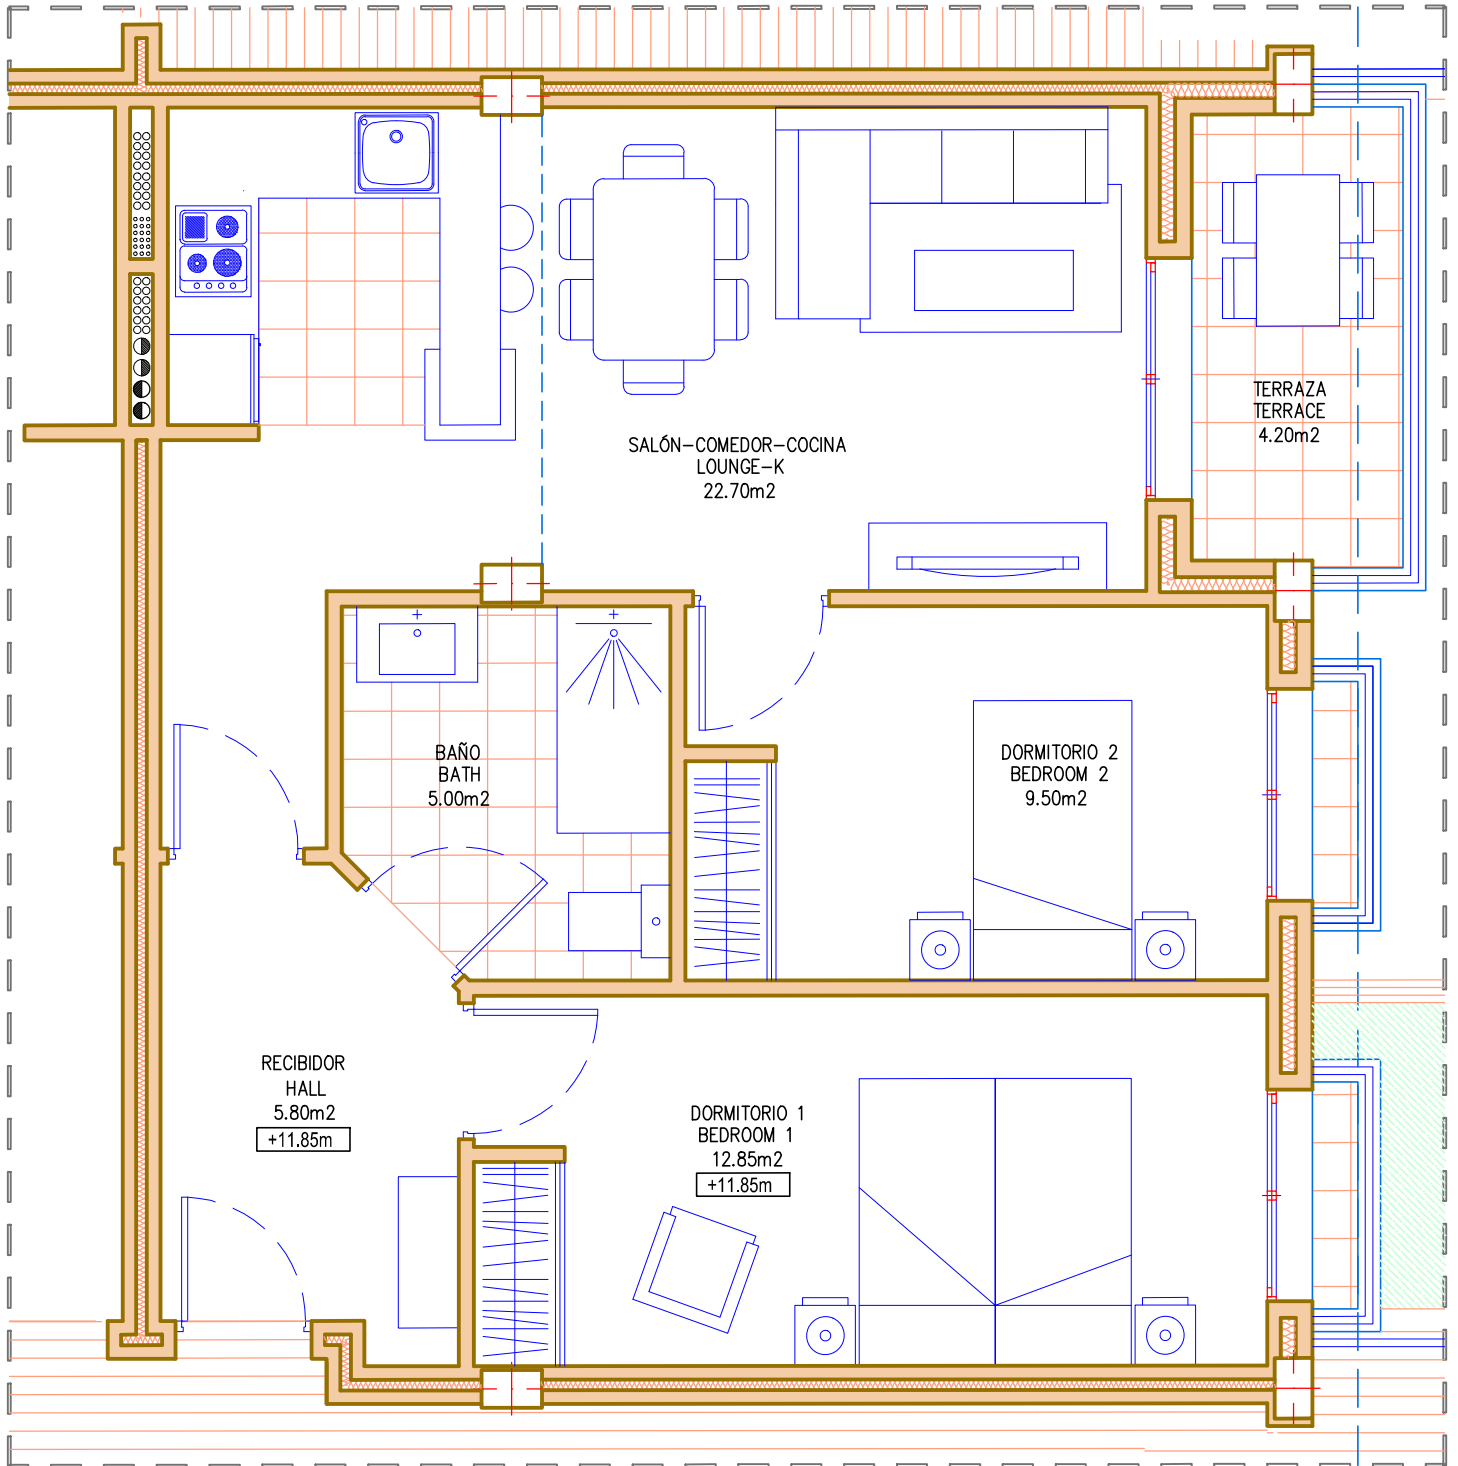 SALÓN-COMEDOR-COCINA
LOUNGE-K
22.70m2
TERRAZA
TERRACE
4.20m2
BAÑO
BATH
5.00m2
DORMITORIO 2
BEDROOM 2
9.50m2
RECIBIDOR
HALL
5.80m2
+11.85m
DORMITORIO 1
BEDROOM 1
12.85m2
+11.85m